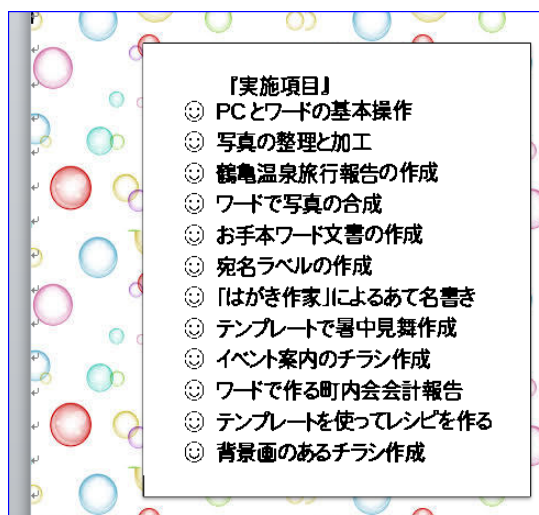 『実施項目』
☺ PCとワードの基本操作
☺ 写真の整理と加工
☺ 鶴亀温泉旅行報告の作成
☺ ワードで写真の合成
☺ お手本ワード文書の作成
☺ 宛名ラベルの作成
☺ 「はがき作家」によるあて名書き
☺ テンプレートで暑中見舞作成
☺ イベント案内のチラシ作成
☺ ワードで作る町内会会計報告
☺ テンプレートを使ってレシピを作る
☺ 背景画のあるチラシ作成